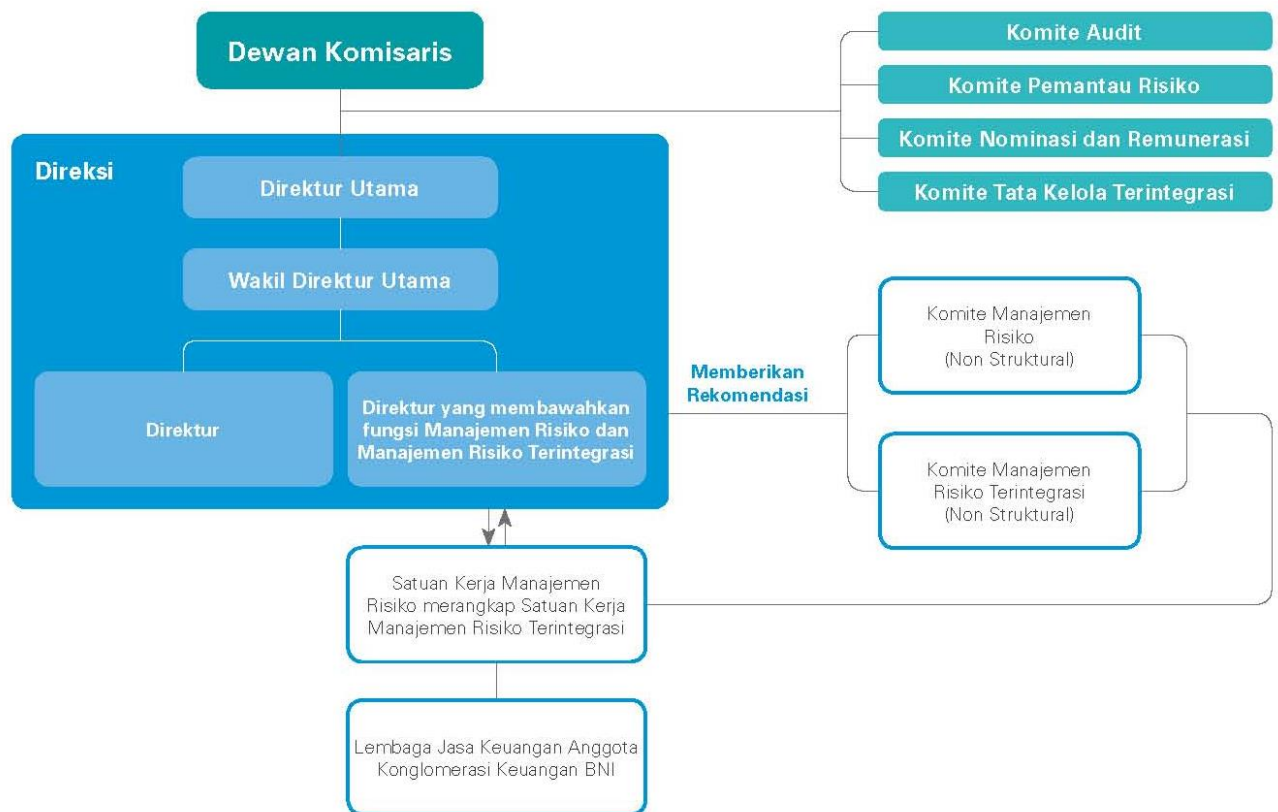 Dewan Komisaris
Komite Audit
Komite Pemantau Risiko
Komite Nominasi dan Remunerasi
Komite Tata Kelola Terintegrasi
Direksi
Direktur Utama
Wakil Direktur Utama
Direktur
Direktur yang membawahkan
fungsi Manajemen Risiko dan
Manajemen Risiko Terintegrasi
Memberikan
Rekomendasi
Komite Manajemen
Risiko
(Non Struktural)
Komite Manajemen
Risiko Terintegrasi
(Non Struktural)
Satuan Kerja Manajemen
Risiko merangkap Satuan Kerja
Manajemen Risiko Terintegrasi
Lembaga Jasa Keuangan Anggota
Konglomerasi Keuangan BNI